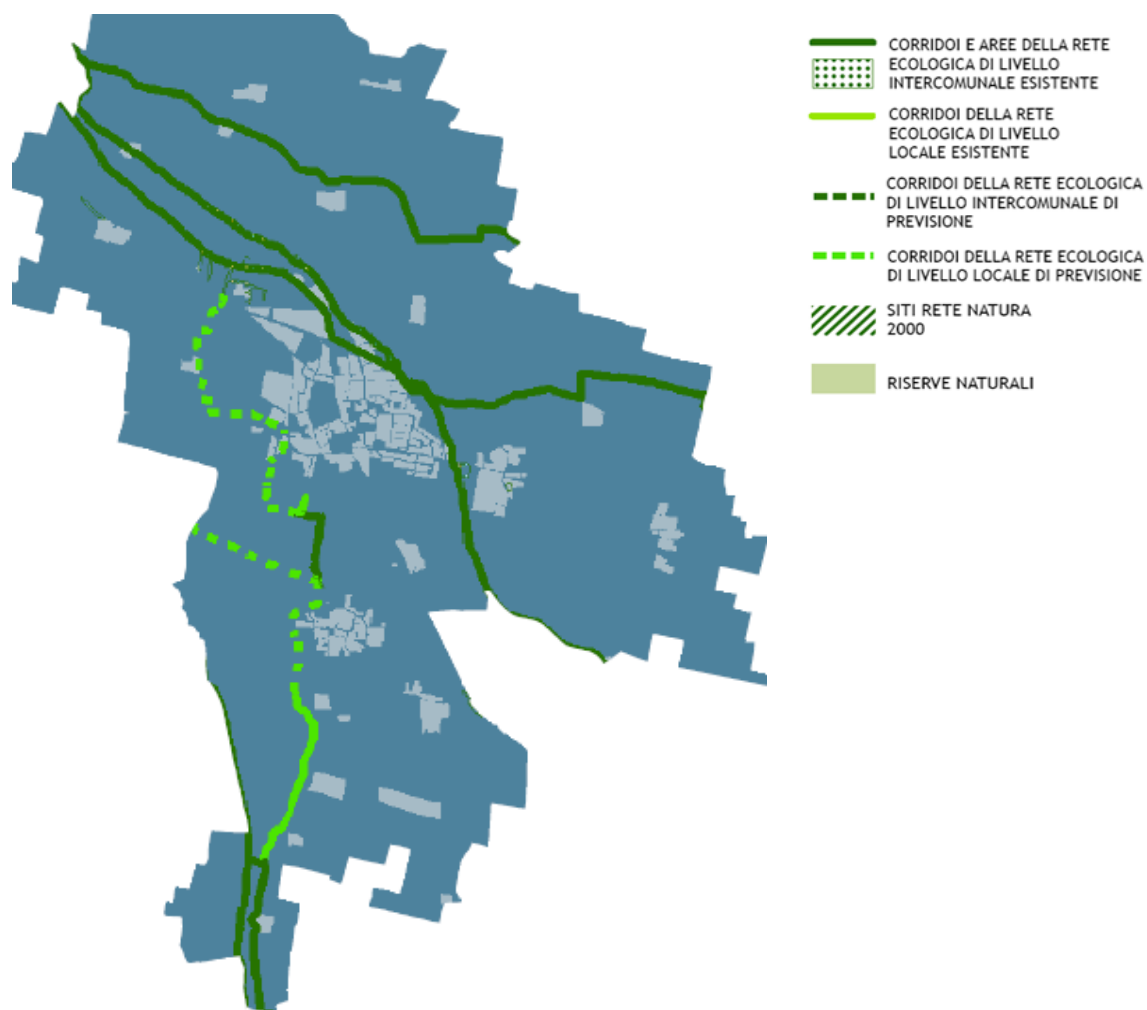 CORRIDOI E AREE DELLA RETE
ECOLOGICA DI LIVELLO
INTERCOMUNALE ESISTENTE
CORRIDOI DELLA RETE
ECOLOGICA DI LIVELLO
LOCALE ESISTENTE
CORRIDOI DELLA RETE ECOLOGICA
DI LIVELLO INTERCOMUNALE DI
PREVISIONE
CORRIDOI DELLA RETE ECOLOGICA
DI LIVELLO LOCALE DI PREVISIONE
SITI RETE NATURA
2000
RISERVE NATURALI